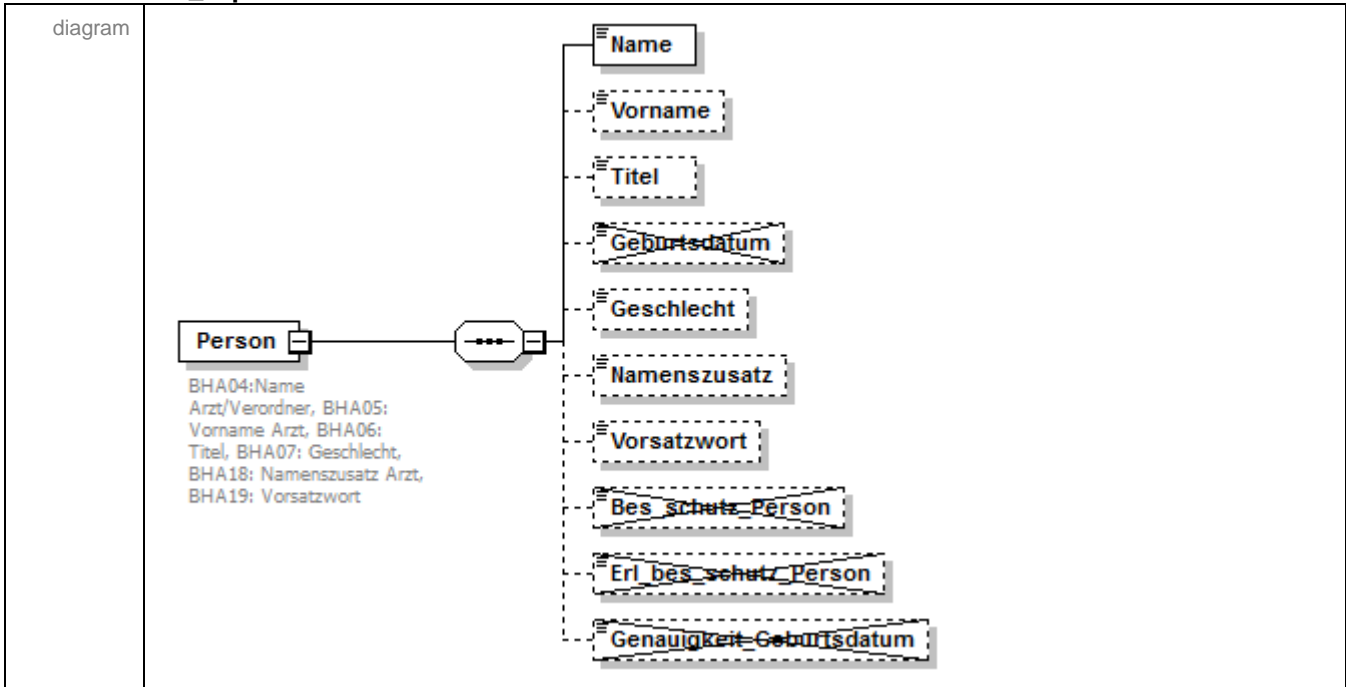 diagram
Name
Vorname
Titel
Geburtsdatum
Geschlecht
Person
Namenszusatz
BHA04:Name
Arzt/Verordner, BHA05:
Vorname Arzt, BHA06:
Titel, BHA07: Geschlecht,
BHA18: Namenszusatz Arzt,
BHA19: Vorsatzwort
Vorsatzwort
Bes_schutz_Person
Erl_bes_schutz_Person
Genauigkeit_Geburtsdatum